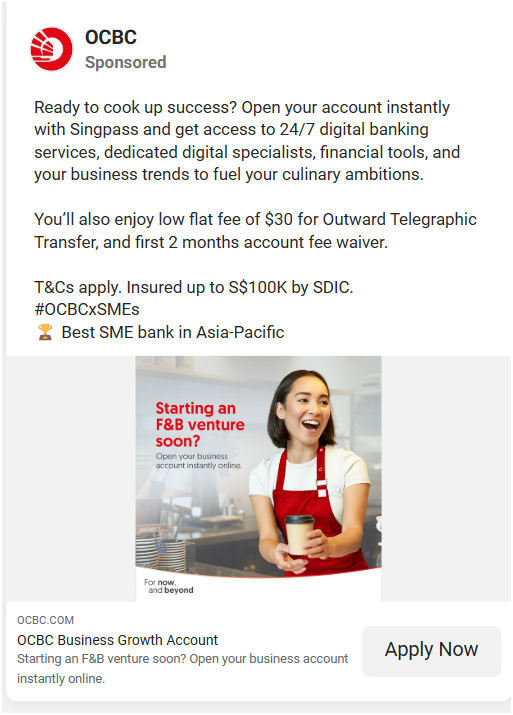 OCBC
Sponsored
Ready to cook up success? Open your account instantly
with Singpass and get access to 24/7 digital banking
services, dedicated digital specialists, financial tools, and
your business trends to fuel your culinary ambitions.
You’ll also enjoy low flat fee of $30 for Outward Telegraphic
Transfer, and first 2 months account fee waiver.
T&Cs apply. Insured up to S$100K by SDIC.
#OCBCxSMEs
🏆 Best SME bank in Asia-Pacific
Starting an
F&B venture
soon?
Open your business
account instantly online.
For now,
and beyond
OCBC.COM
OCBC Business Growth Account
Starting an F&B venture soon? Open your business account
instantly online.
Apply Now